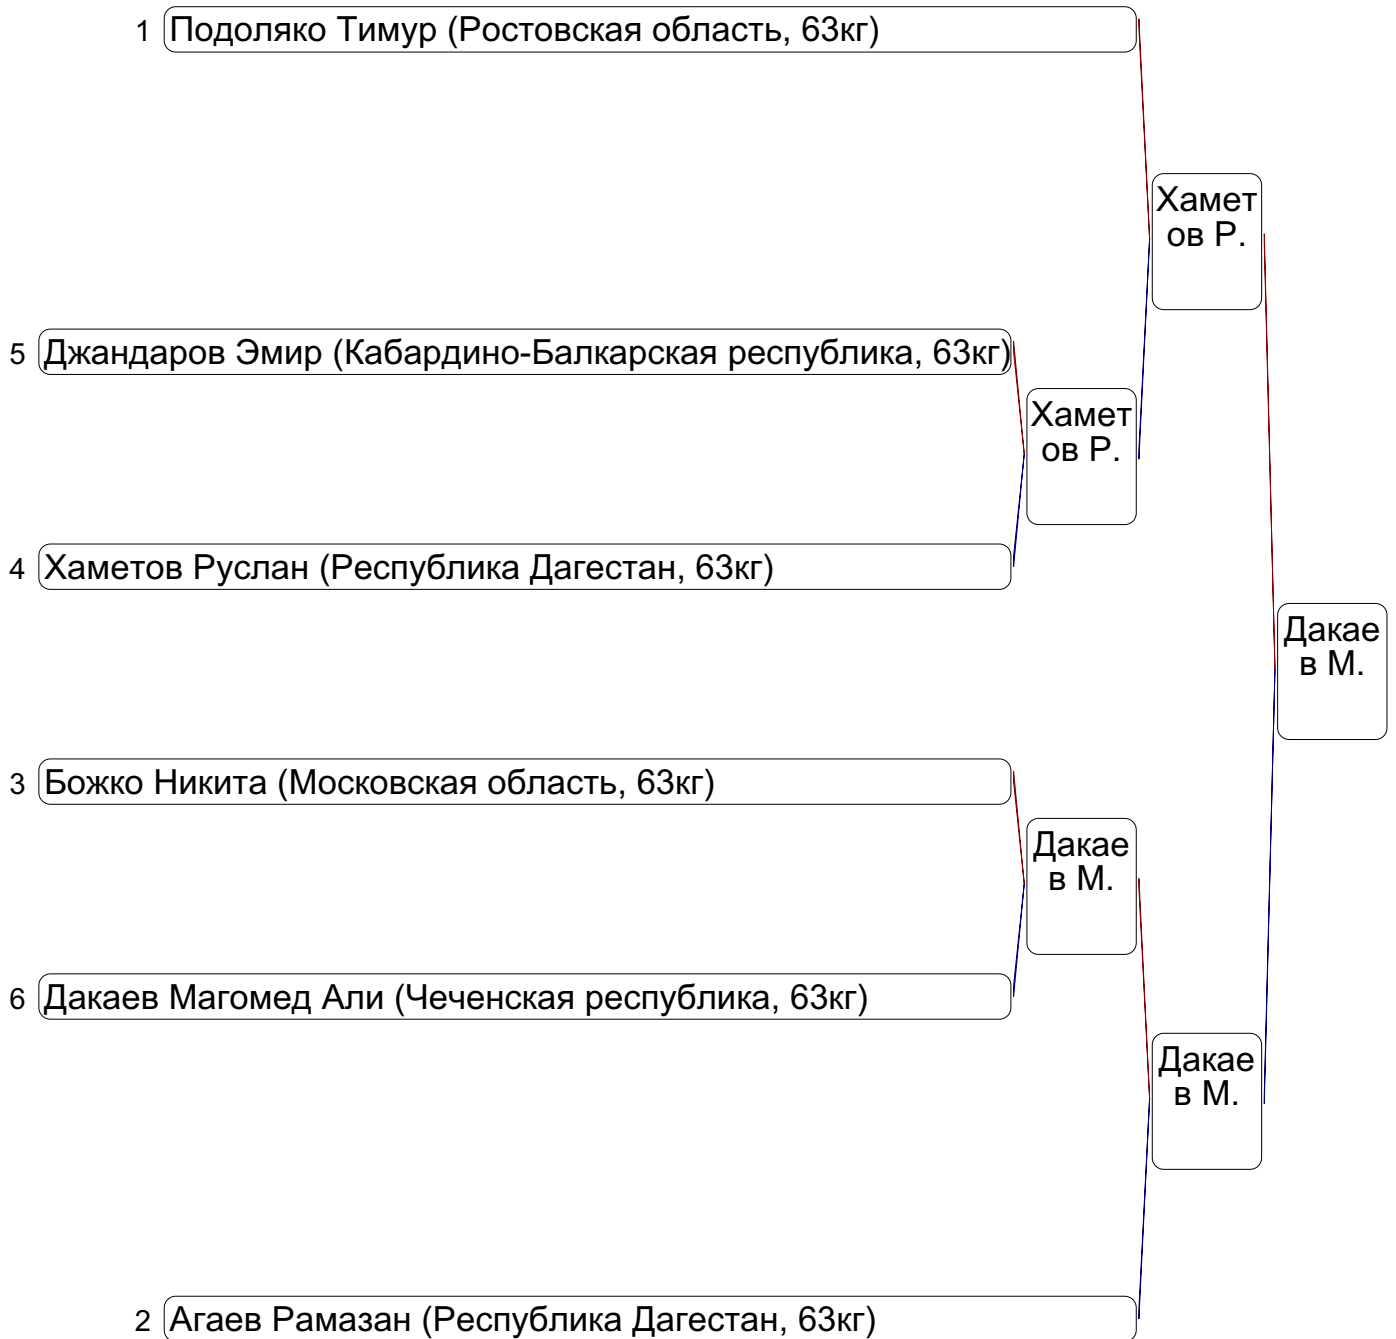 1 Подоляко Тимур (Ростовская область, 63кг)
Хамет
ов Р.
5 Джандаров Эмир (Кабардино-Балкарская республика, 63кг)
Хамет
ов Р.
4 Хаметов Руслан (Республика Дагестан, 63кг)
Дакае
в М.
3 Божко Никита (Московская область, 63кг)
Дакае
в М.
6 Дакаев Магомед Али (Чеченская республика, 63кг)
Дакае
в М.
2 Агаев Рамазан (Республика Дагестан, 63кг)